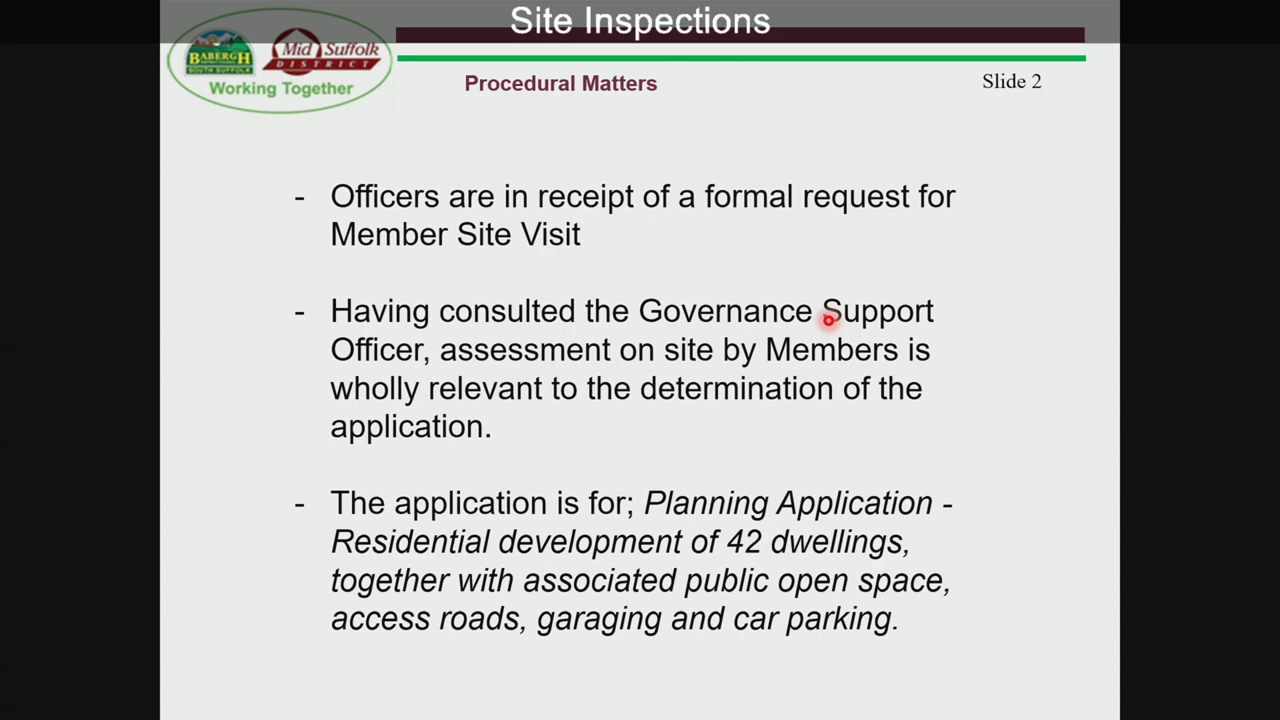 Site Inspections
BABERGH
SOUTH SUFFOLK
Mid Suffolk
DISTRICT
Working Together
Procedural Matters
Slide 2
- Officers are in receipt of a formal request for
Member Site Visit
- Having consulted the Governance Support
Officer, assessment on site by Members is
wholly relevant to the determination of the
application.
- The application is for; Planning Application -
Residential development of 42 dwellings,
together with associated public open space,
access roads, garaging and car parking.